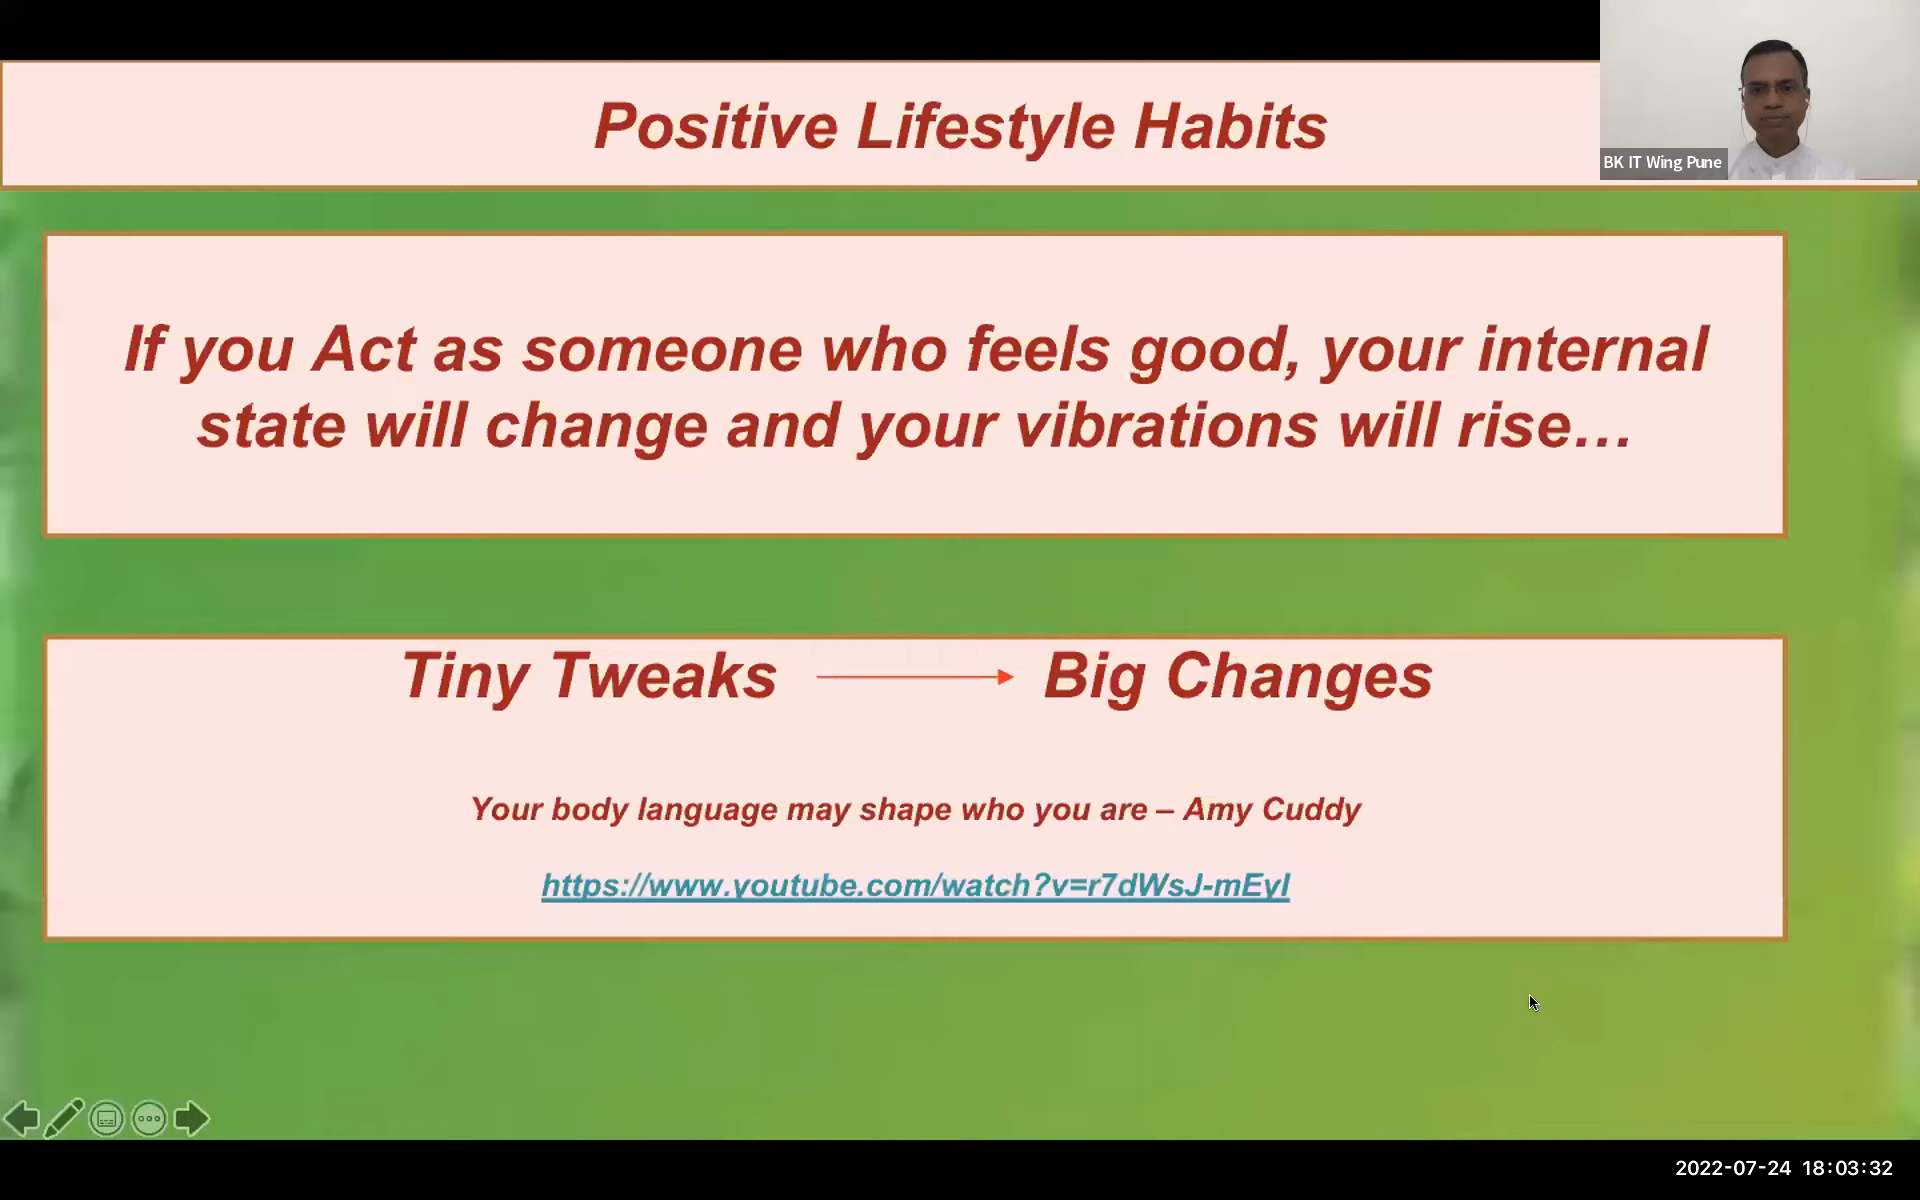 Positive Lifestyle Habits
BK IT Wing Pune
If you Act as someone who feels good, your internal
state will change and your vibrations will rise…
Tiny Tweaks Big Changes
Your body language may shape who you are – Amy Cuddy
https://www.youtube.com/watch?v=r7dWsJ-mEyI
2022-07-24 18:03:32